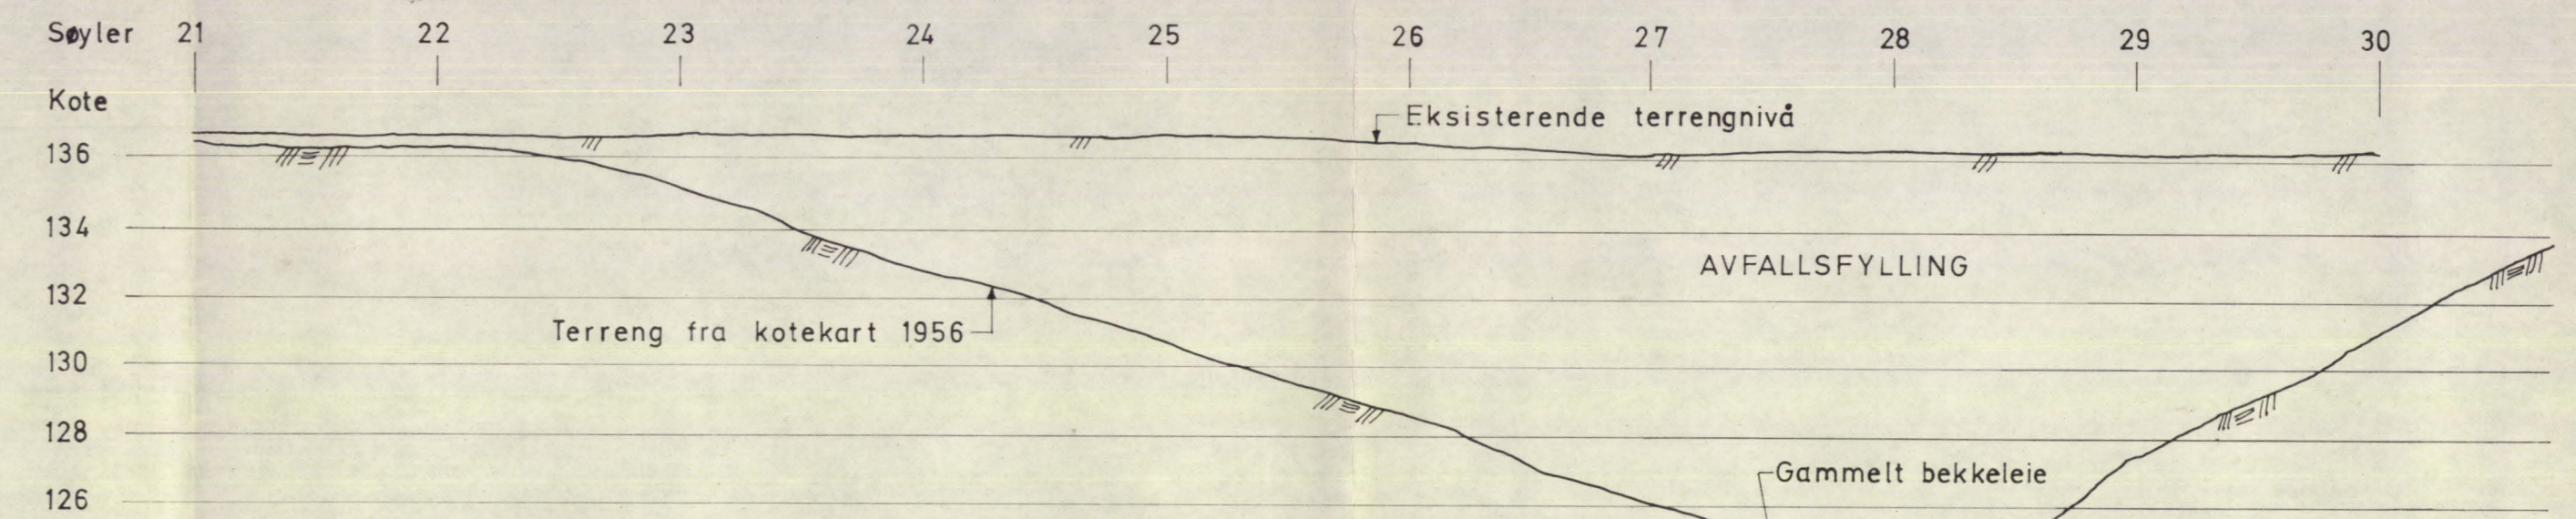 Søyler 21 22 23 24 25 26 27 28 29 30
Kote
Eksisterende terrengnivå
136
134
AVFALLSFYLLING
132
Terreng fra kotekart 1956
130
128
Gammelt bekkeleie
126